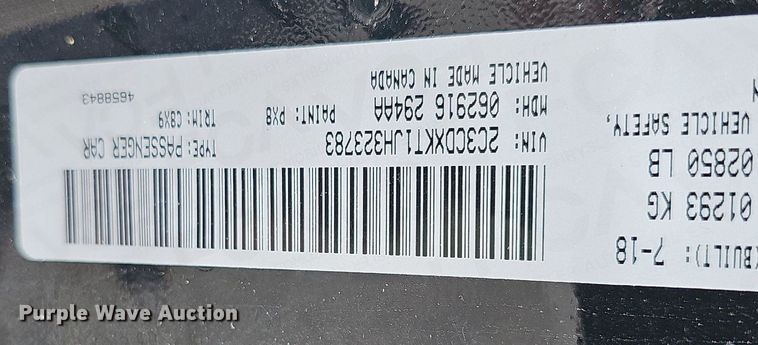 (BUILT): 7-18
01293 KG
02850 LB
VEHICLE SAFETY,
VIN: 2C3CDXKT1JH323783
TYPE: PASSENGER CAR
MDH: 062916 294AA
PAINT: PX8
TRIM: C8X9
VEHICLE MADE IN CANADA
4658843
Purple Wave Auction